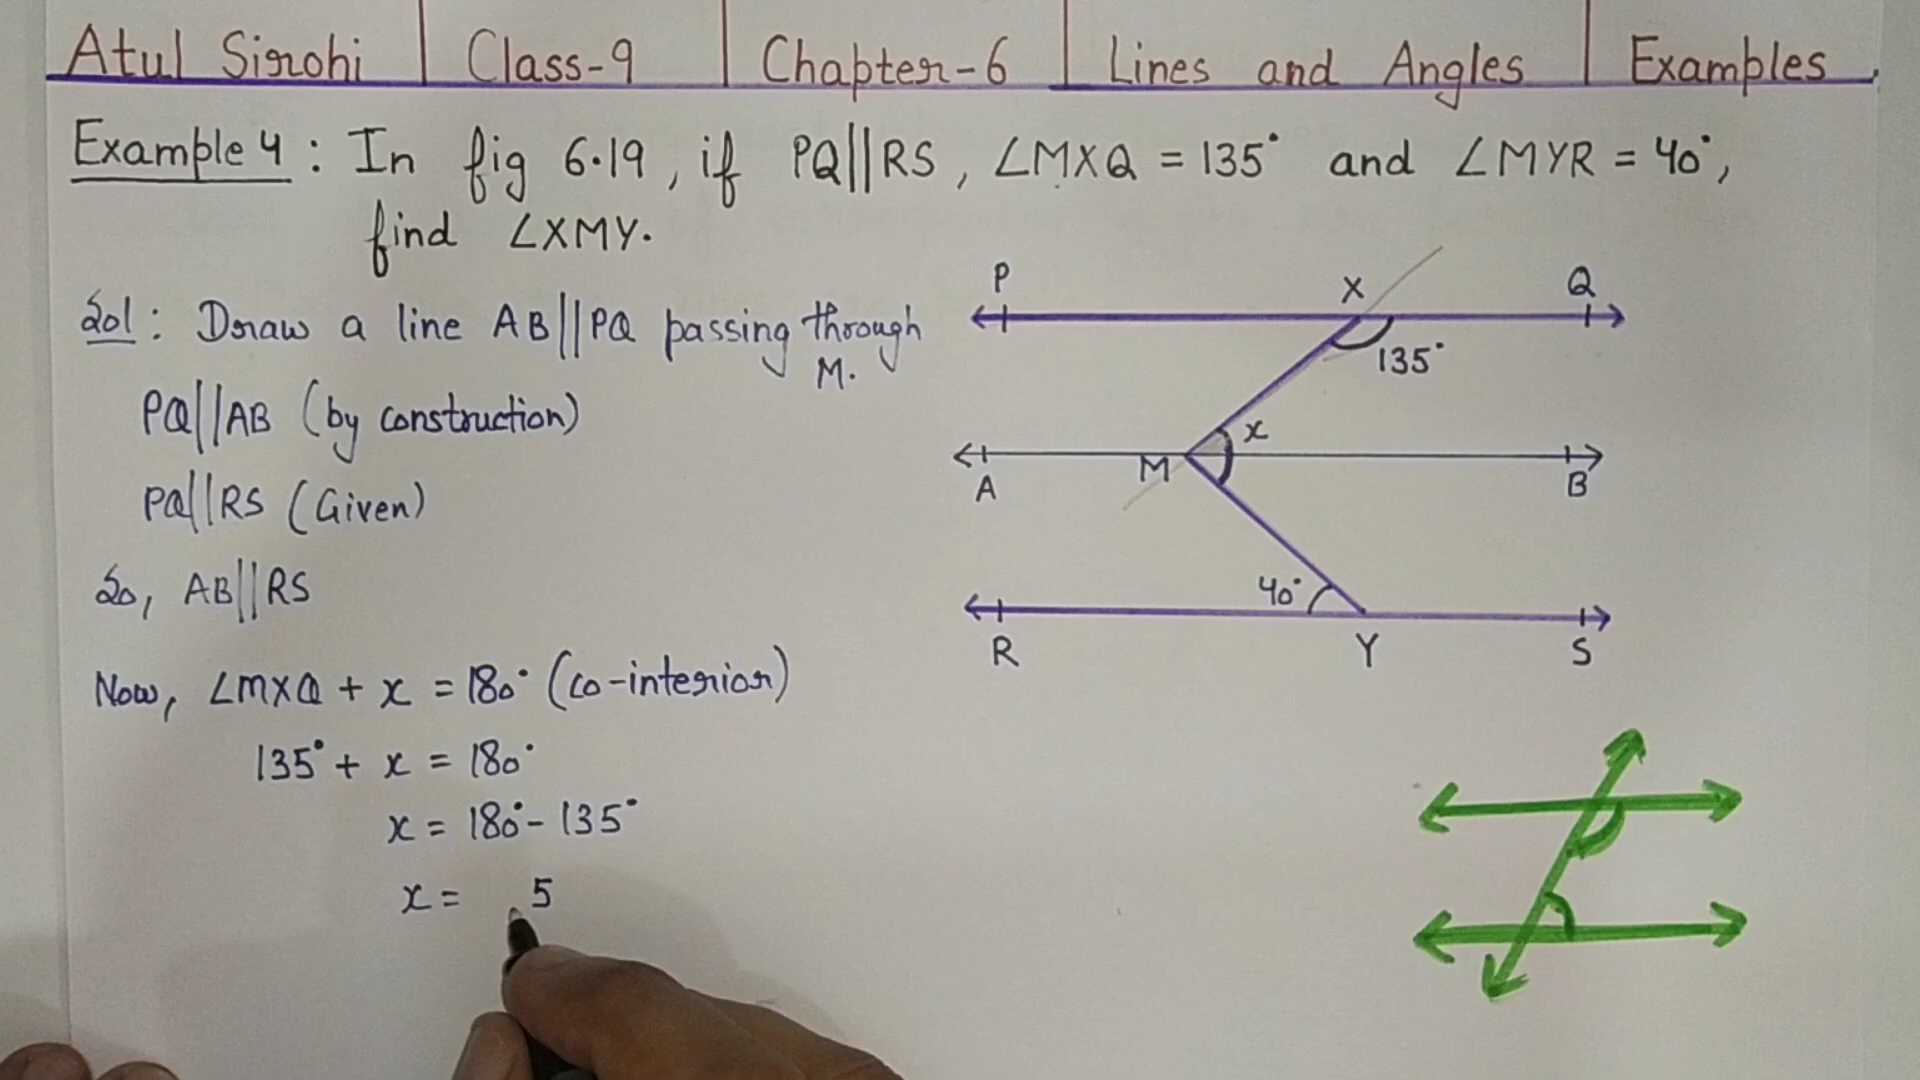 Atul Sirohi | Class-9 | Chapter-6 | Lines and Angles | Examples
Example 4 : In fig 6.19, if PQ||RS, ∠MXQ = 135° and ∠MYR = 40°,
find ∠XMY.
Sol : Draw a line AB||PQ passing through
M.
PQ||AB (by construction)
PQ||RS (Given)
So, AB||RS
Now, ∠MXQ + x = 180° (co-interior)
135° + x = 180°
x = 180° - 135°
x = 5
P X Q
135°
x
M
A B
40°
R Y S